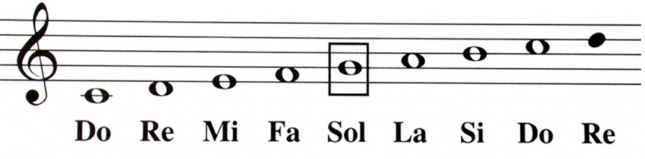 Do Re Mi Fa Sol La Si Do Re